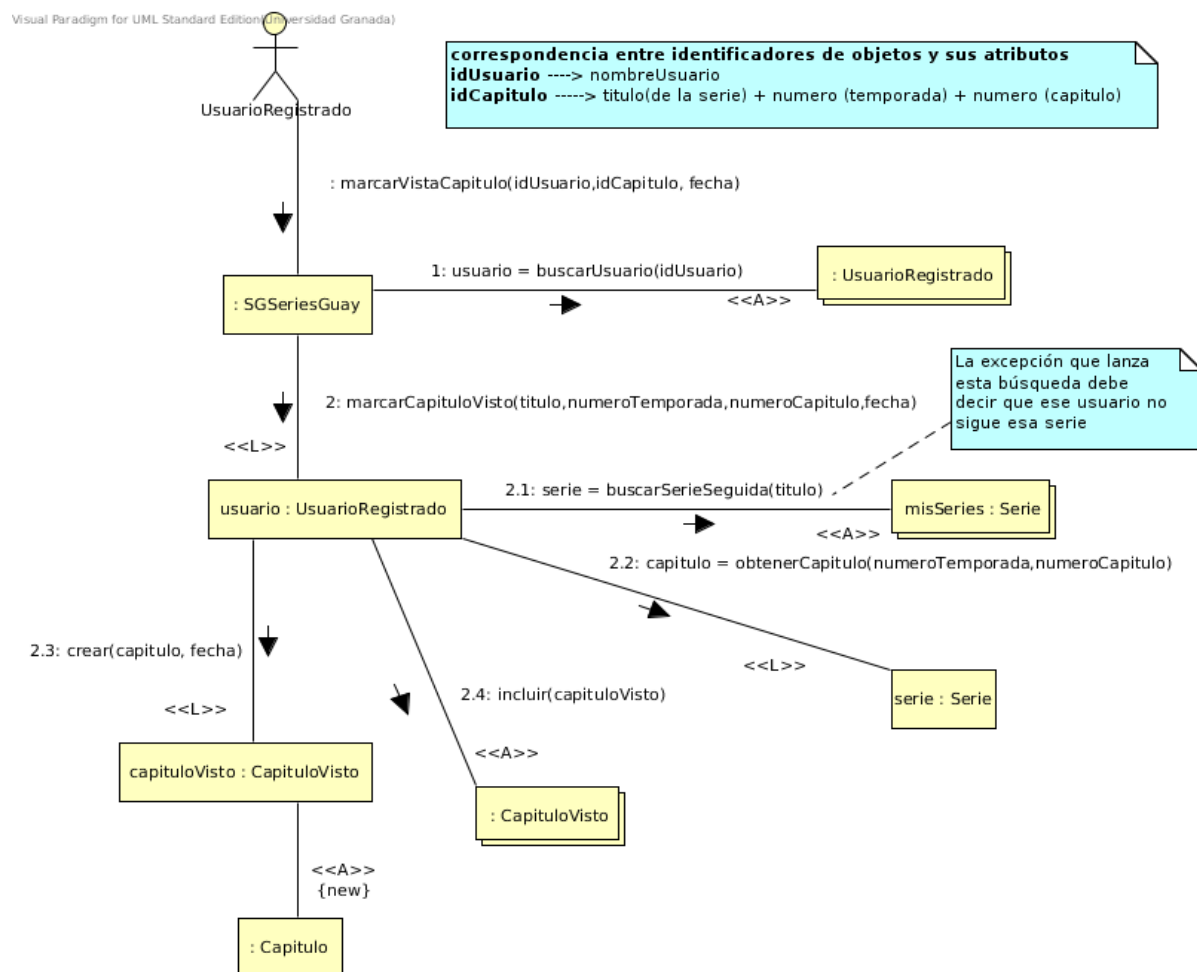 Visual Paradigm for UML Standard Edition(Universidad Granada)
correspondencia entre identificadores de objetos y sus atributos
idUsuario ----> nombreUsuario
idCapitulo -----> titulo(de la serie) + numero (temporada) + numero (capitulo)
UsuarioRegistrado
: marcarVistaCapitulo(idUsuario,idCapitulo, fecha)
1: usuario = buscarUsuario(idUsuario)
: UsuarioRegistrado
<<A>>
: SGSeriesGuay
La excepción que lanza
esta búsqueda debe
decir que ese usuario no
sigue esa serie
2: marcarCapituloVisto(titulo,numeroTemporada,numeroCapitulo,fecha)
<<L>>
2.1: serie = buscarSerieSeguida(titulo)
usuario : UsuarioRegistrado
misSeries : Serie
<<A>>
2.2: capitulo = obtenerCapitulo(numeroTemporada,numeroCapitulo)
2.3: crear(capitulo, fecha)
<<L>>
2.4: incluir(capituloVisto)
serie : Serie
<<L>>
<<A>>
capituloVisto : CapituloVisto
: CapituloVisto
<<A>>
{new}
: Capitulo